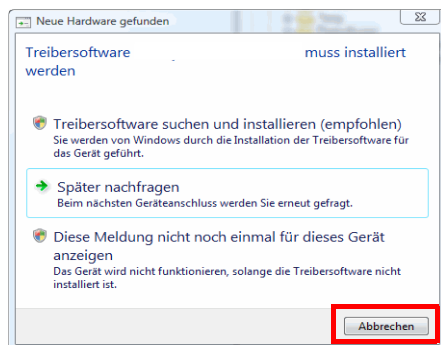 Neue Hardware gefunden
Treibersoftware muss installiert
werden
Treibersoftware suchen und installieren (empfohlen)
Sie werden von Windows durch die Installation der Treibersoftware für
das Gerät geführt.
Später nachfragen
Beim nächsten Geräteanschluss werden Sie erneut gefragt.
Diese Meldung nicht noch einmal für dieses Gerät
anzeigen
Das Gerät wird nicht funktionieren, solange die Treibersoftware nicht
installiert ist.
Abbrechen